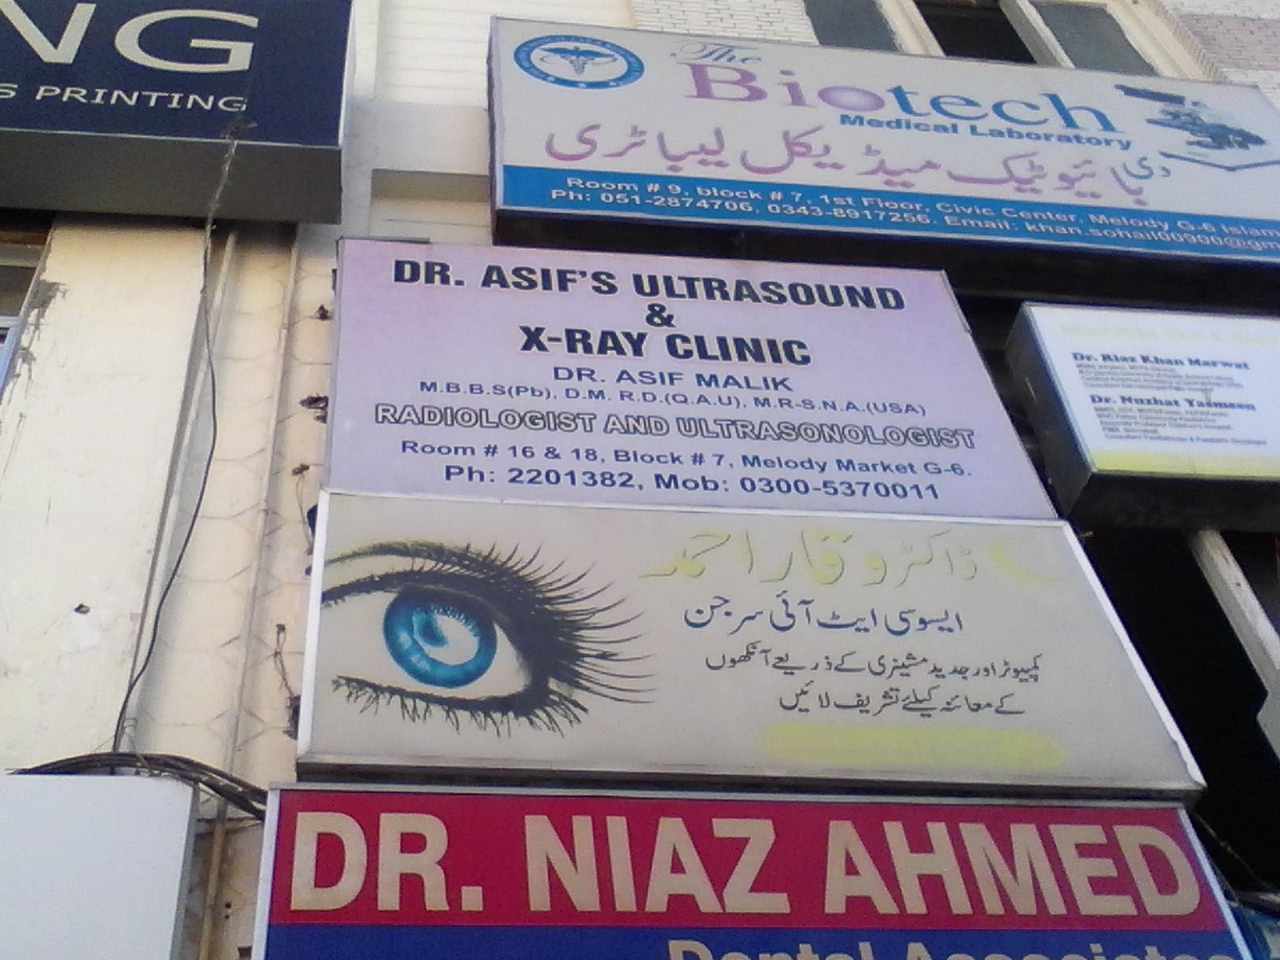 NG
S PRINTING
The
Biotech
Medical Laboratory
دی بائیوٹیک میڈیکل لیباٹری
Room # 9, block # 7, 1st Floor, Civic Center, Melody G-6 Islam
Ph: 051-2874706, 0343-8917256. Email: khan.sohail00900@gm
DR. ASIF'S ULTRASOUND
&
X-RAY CLINIC
DR. ASIF MALIK
M.B.B.S(Pb), D.M. R.D.(Q.A.U), M.R-S.N.A.(USA)
RADIOLOGIST AND ULTRASONOLOGIST
Room # 16 & 18, Block # 7, Melody Market G-6.
Ph: 2201382, Mob: 0300-5370011
Dr. Riaz Khan Marwat
Dr. Nuzhat Yasmeen
ڈاکٹر وقار احمد
ایسوسی ایٹ آئی سرجن
کمپیوٹر اور جدید مشینری کے ذریعے آنکھوں
کے معائنہ کیلئے تشریف لائیں
DR. NIAZ AHMED
Dental Associates